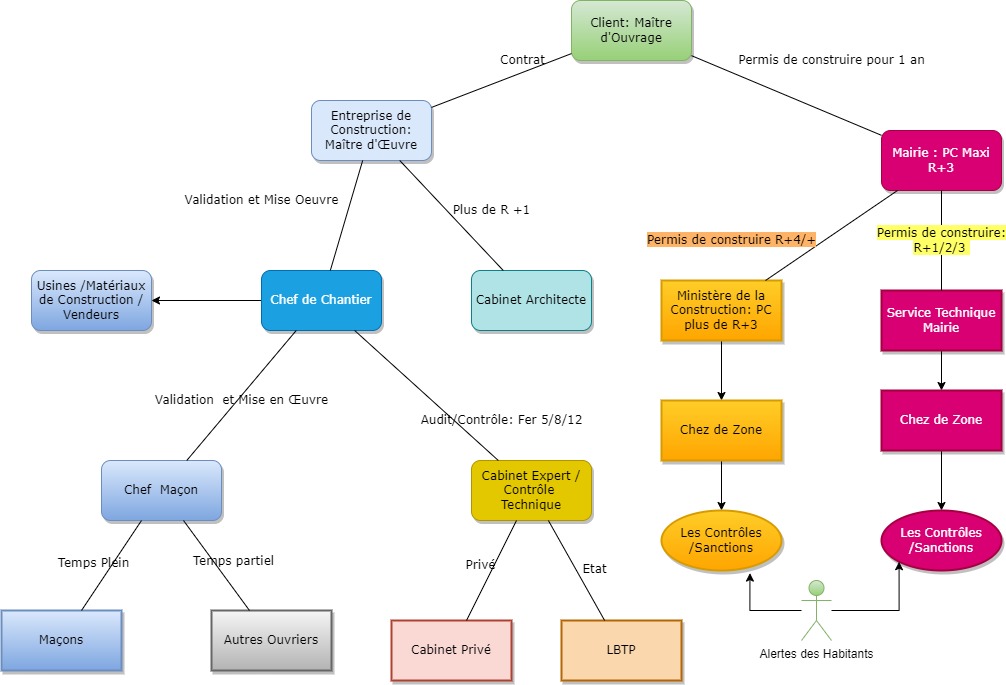 Client: Maître
d'Ouvrage
Contrat
Permis de construire pour 1 an
Entreprise de
Construction:
Maître d'Œuvre
Mairie : PC Maxi
R+3
Validation et Mise Oeuvre
Plus de R +1
Permis de construire R+4/+
Permis de construire:
R+1/2/3
Usines /Matériaux
de Construction /
Vendeurs
Chef de Chantier
Cabinet Architecte
Ministère de la
Construction: PC
plus de R+3
Service Technique
Mairie
Validation  et Mise en Œuvre
Audit/Contrôle: Fer 5/8/12
Chez de Zone
Chez de Zone
Chef  Maçon
Cabinet Expert /
Contrôle
Technique
Les Contrôles
/Sanctions
Les Contrôles
/Sanctions
Temps Plein
Temps partiel
Privé
Etat
Maçons
Autres Ouvriers
Cabinet Privé
LBTP
Alertes des Habitants